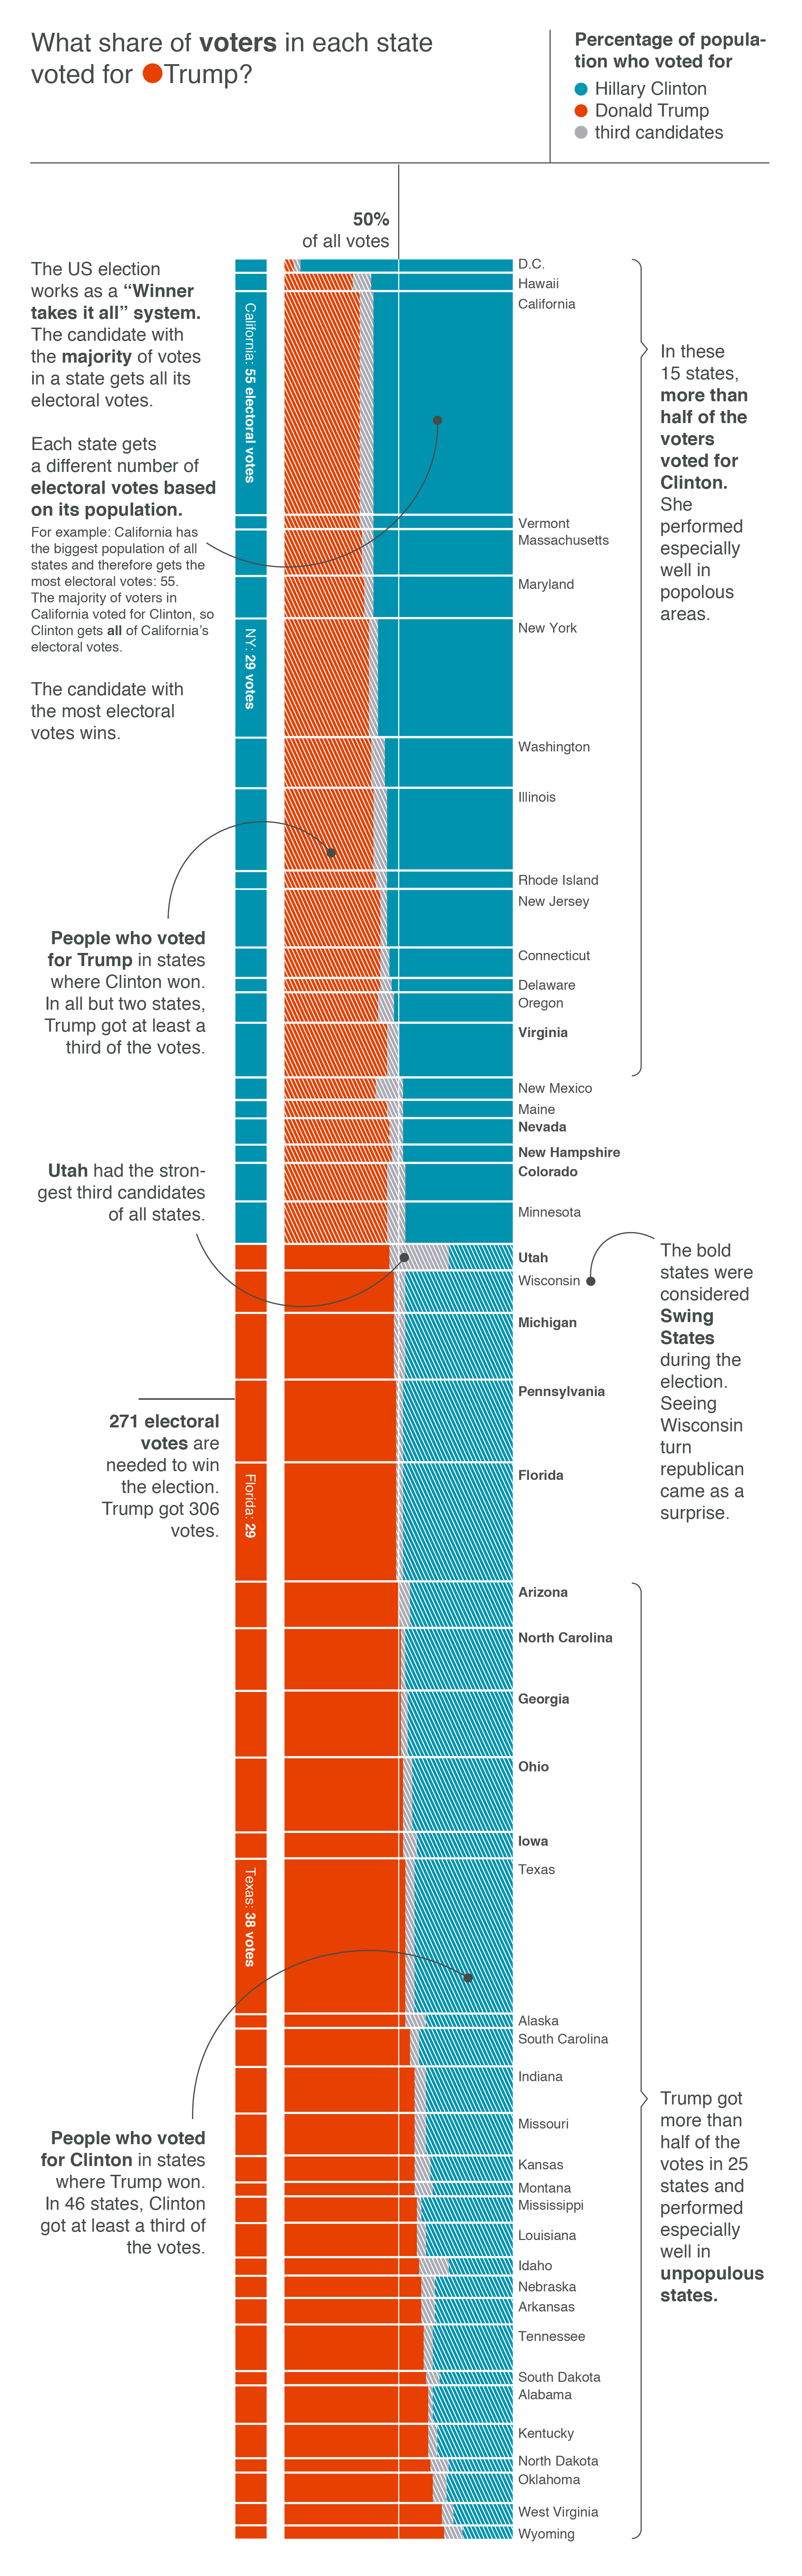 What share of voters in each state
voted for Trump?
Percentage of popula-
tion who voted for
Hillary Clinton
Donald Trump
third candidates
50%
of all votes
The US election
works as a “Winner
takes it all” system.
The candidate with
the majority of votes
in a state gets all its
electoral votes.
Each state gets
a different number of
electoral votes based
on its population.
For example: California has
the biggest population of all
states and therefore gets the
most electoral votes: 55.
The majority of voters in
California voted for Clinton, so
Clinton gets all of California’s
electoral votes.
The candidate with
the most electoral
votes wins.
California: 55 electoral votes
NY: 29 votes
D.C.
Hawaii
California
Vermont
Massachusetts
Maryland
New York
Washington
Illinois
Rhode Island
New Jersey
Connecticut
Delaware
Oregon
Virginia
In these
15 states,
more than
half of the
voters
voted for
Clinton.
She
performed
especially
well in
popolous
areas.
People who voted
for Trump in states
where Clinton won.
In all but two states,
Trump got at least a
third of the votes.
New Mexico
Maine
Nevada
New Hampshire
Colorado
Minnesota
Utah had the stron-
gest third candidates
of all states.
Utah
Wisconsin
Michigan
Pennsylvania
Florida
The bold
states were
considered
Swing
States
during the
election.
Seeing
Wisconsin
turn
republican
came as a
surprise.
271 electoral
votes are
needed to win
the election.
Trump got 306
votes.
Florida: 29
Arizona
North Carolina
Georgia
Ohio
Iowa
Texas
Texas: 38 votes
Alaska
South Carolina
Indiana
Missouri
Kansas
Montana
Mississippi
Louisiana
Idaho
Nebraska
Arkansas
Tennessee
South Dakota
Alabama
Kentucky
North Dakota
Oklahoma
West Virginia
Wyoming
People who voted
for Clinton in states
where Trump won.
In 46 states, Clinton
got at least a third of
the votes.
Trump got
more than
half of the
votes in 25
states and
performed
especially
well in
unpopulous
states.